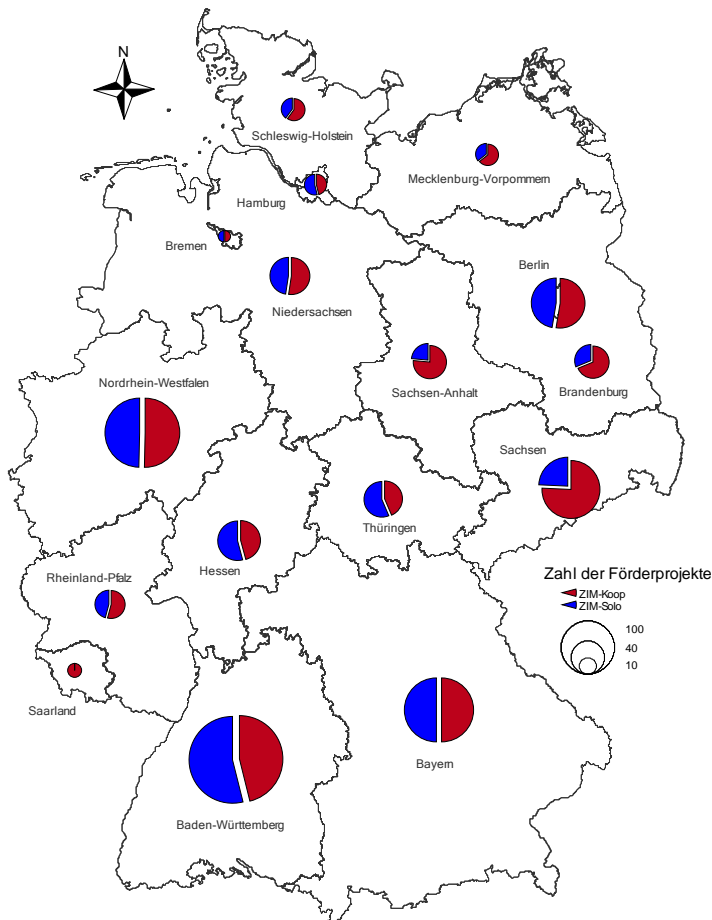 N
Schleswig-Holstein
Mecklenburg-Vorpommern
Hamburg
Bremen
Berlin
Niedersachsen
Nordrhein-Westfalen
Sachsen-Anhalt
Brandenburg
Sachsen
Thüringen
Hessen
Rheinland-Pfalz
Zahl der Förderprojekte
ZIM-Koop
ZIM-Solo
100
40
10
Saarland
Bayern
Baden-Württemberg